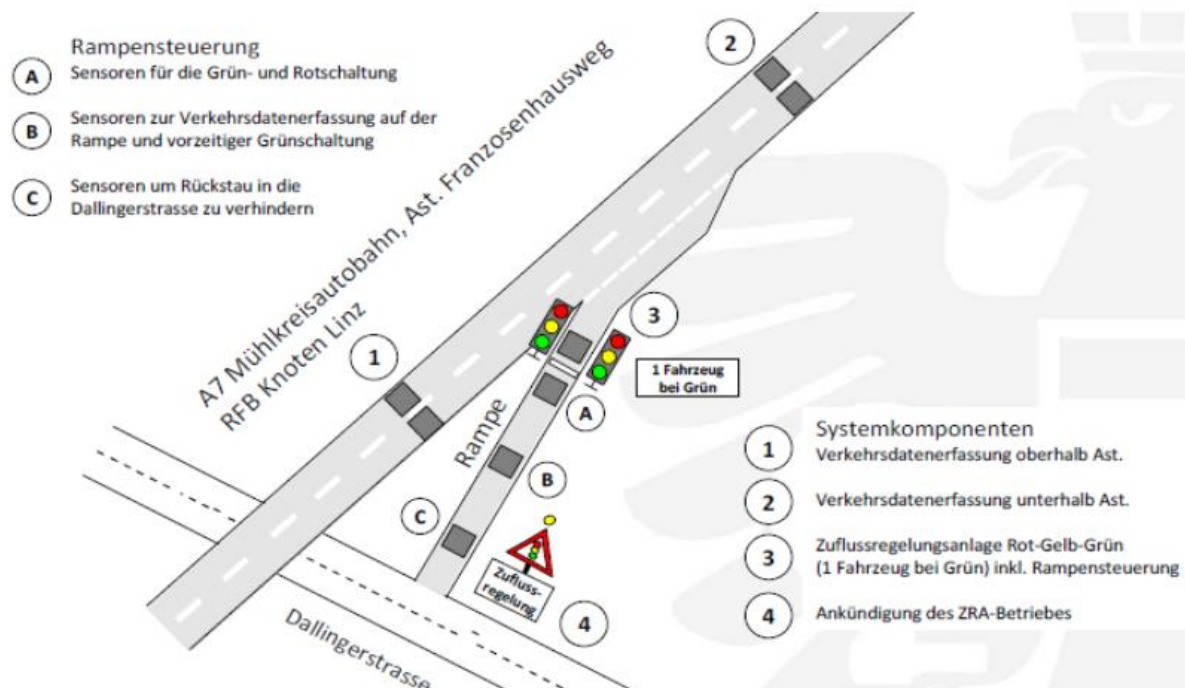 Rampensteuerung
A
Sensoren für die Grün- und Rotschaltung
B
Sensoren zur Verkehrsdatenerfassung auf der
Rampe und vorzeitiger Grünschaltung
C
Sensoren um Rückstau in die
Dallingerstrasse zu verhindern
A7 Mühlkreisautobahn, Ast. Franzosenhausweg
RFB Knoten Linz
2
1
3
1 Fahrzeug
bei Grün
A
Rampe
B
C
Zufluss-
regelung
4
Dallingerstrasse
Systemkomponenten
1
Verkehrsdatenerfassung oberhalb Ast.
2
Verkehrsdatenerfassung unterhalb Ast.
3
Zuflussregelungsanlage Rot-Gelb-Grün
(1 Fahrzeug bei Grün) inkl. Rampensteuerung
4
Ankündigung des ZRA-Betriebes